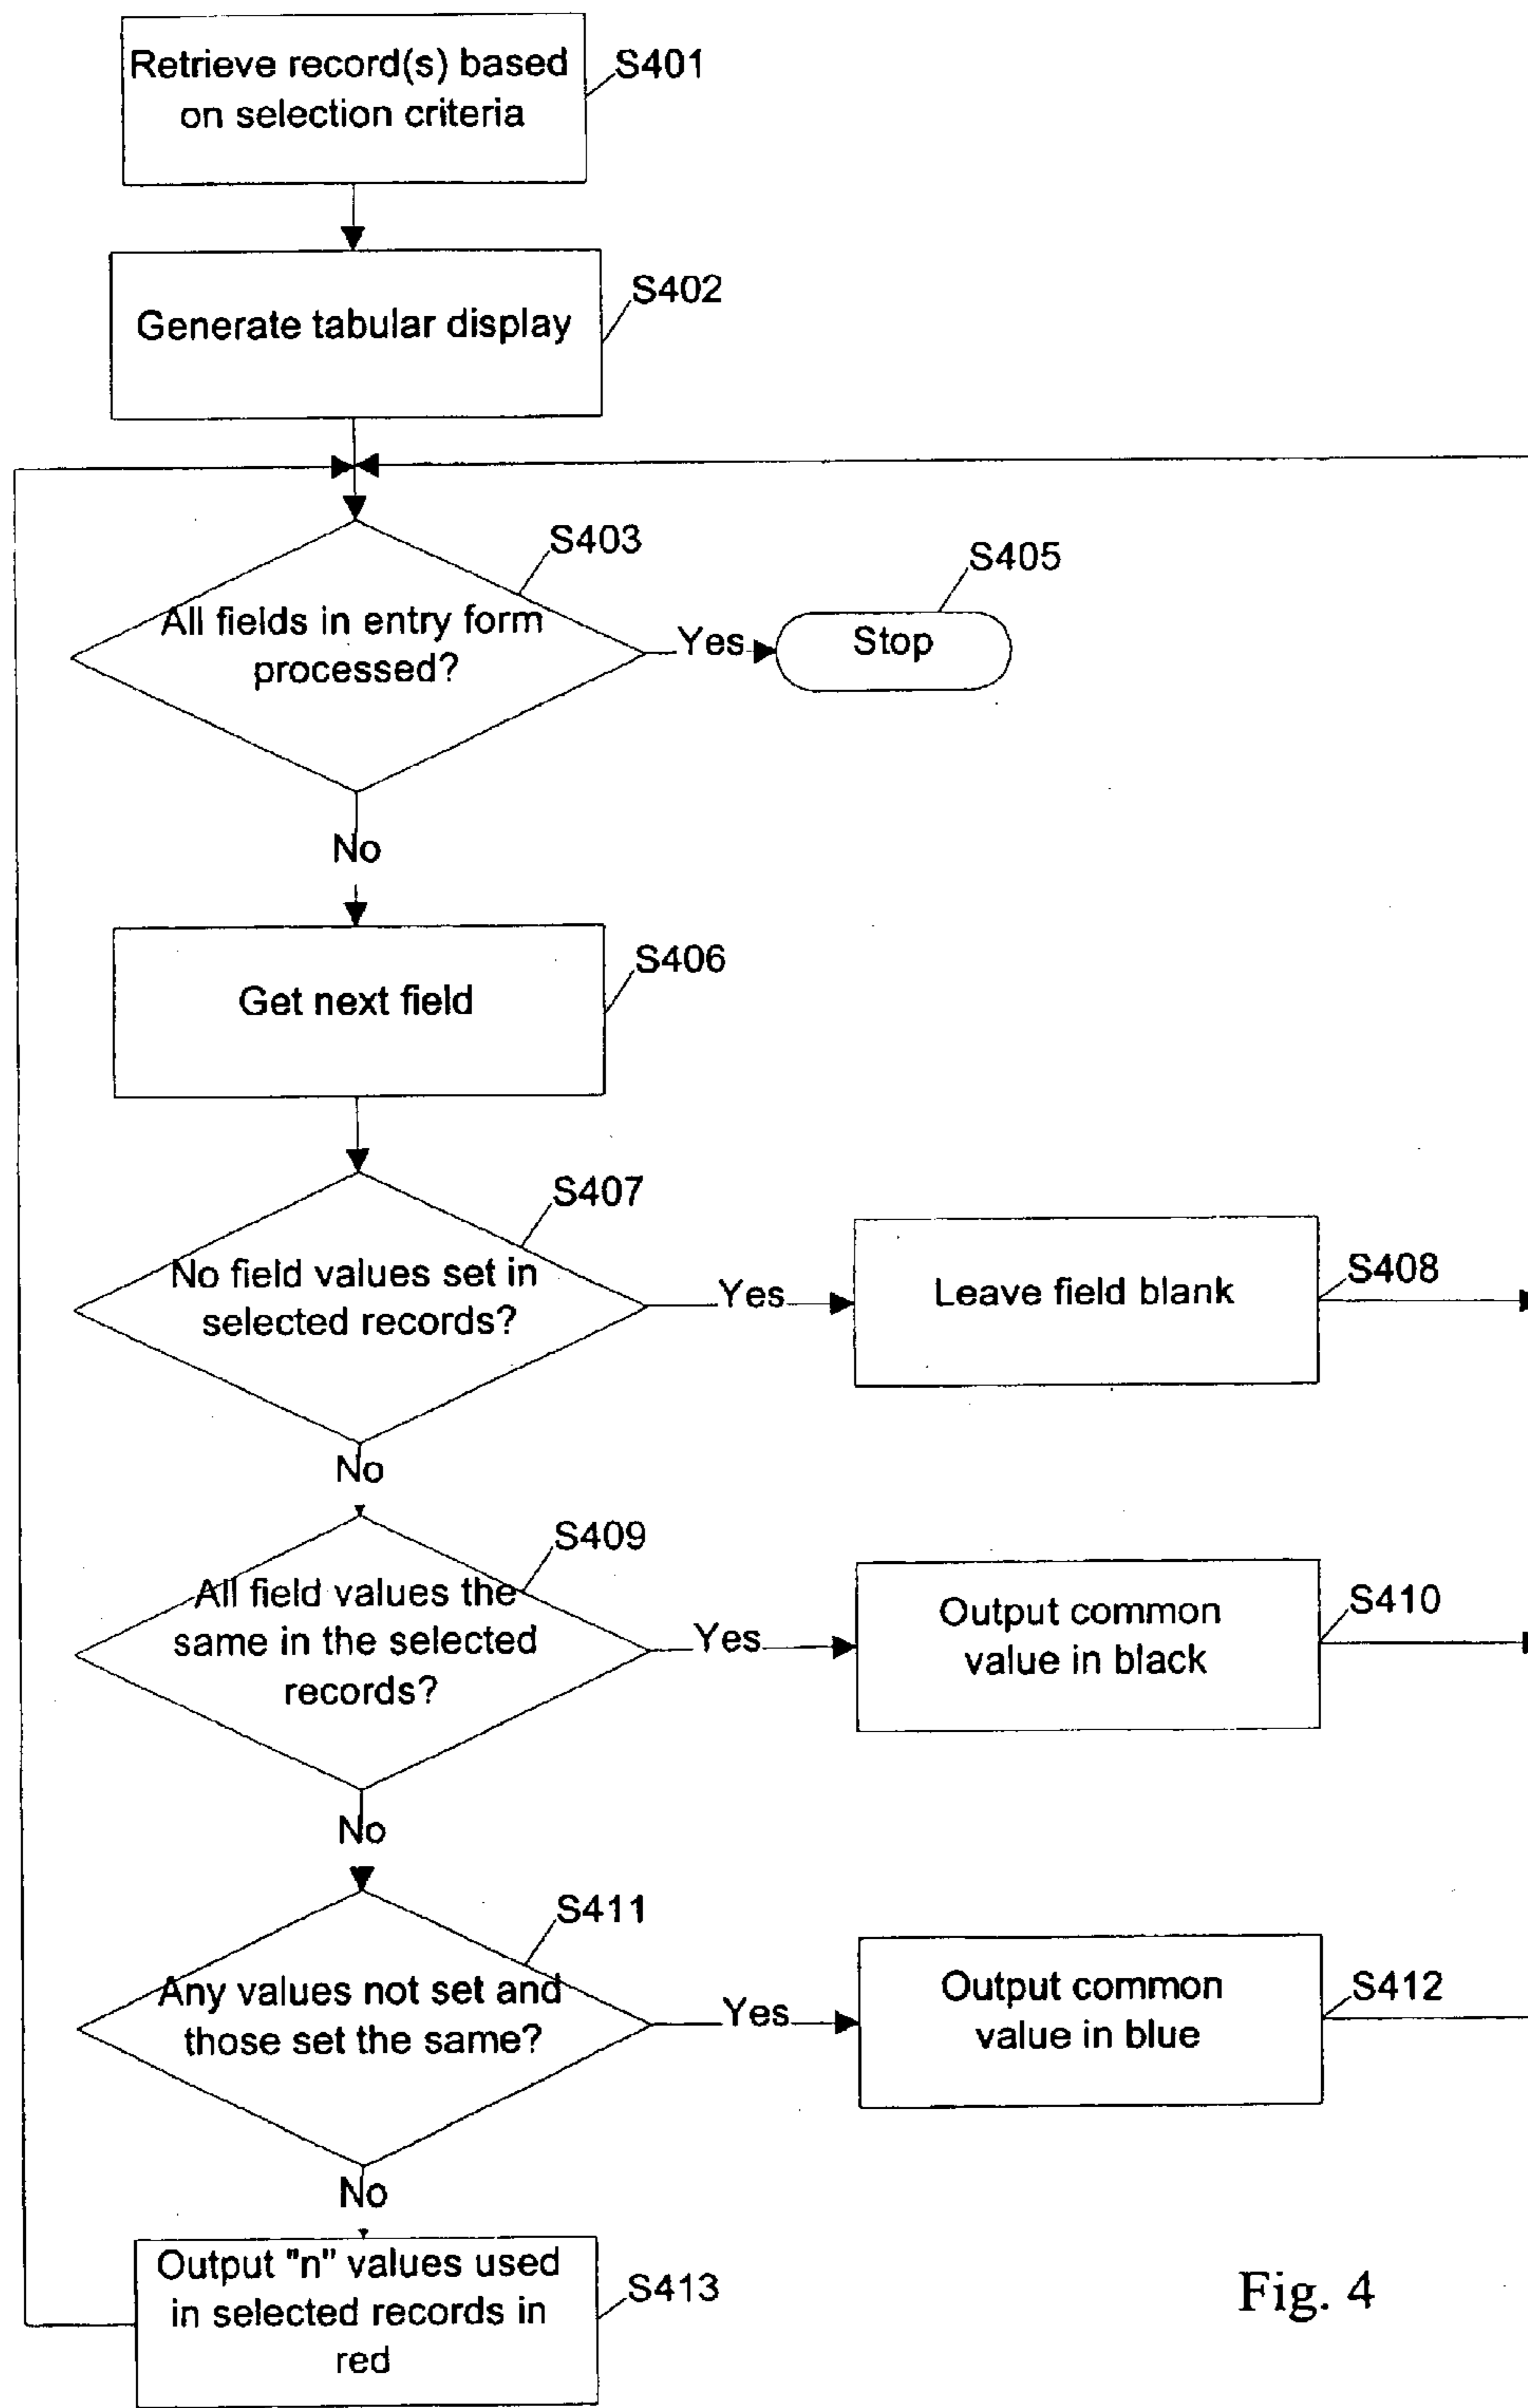 Retrieve record(s) based
on selection criteria
S401
Generate tabular display
S402
All fields in entry form
processed?
S403
Yes
Stop
S405
No
Get next field
S406
No field values set in
selected records?
S407
Yes
Leave field blank
S408
No
All field values the
same in the selected
records?
S409
Yes
Output common
value in black
S410
No
Any values not set and
those set the same?
S411
Yes
Output common
value in blue
S412
No
Output "n" values used
in selected records in
red
S413
Fig. 4